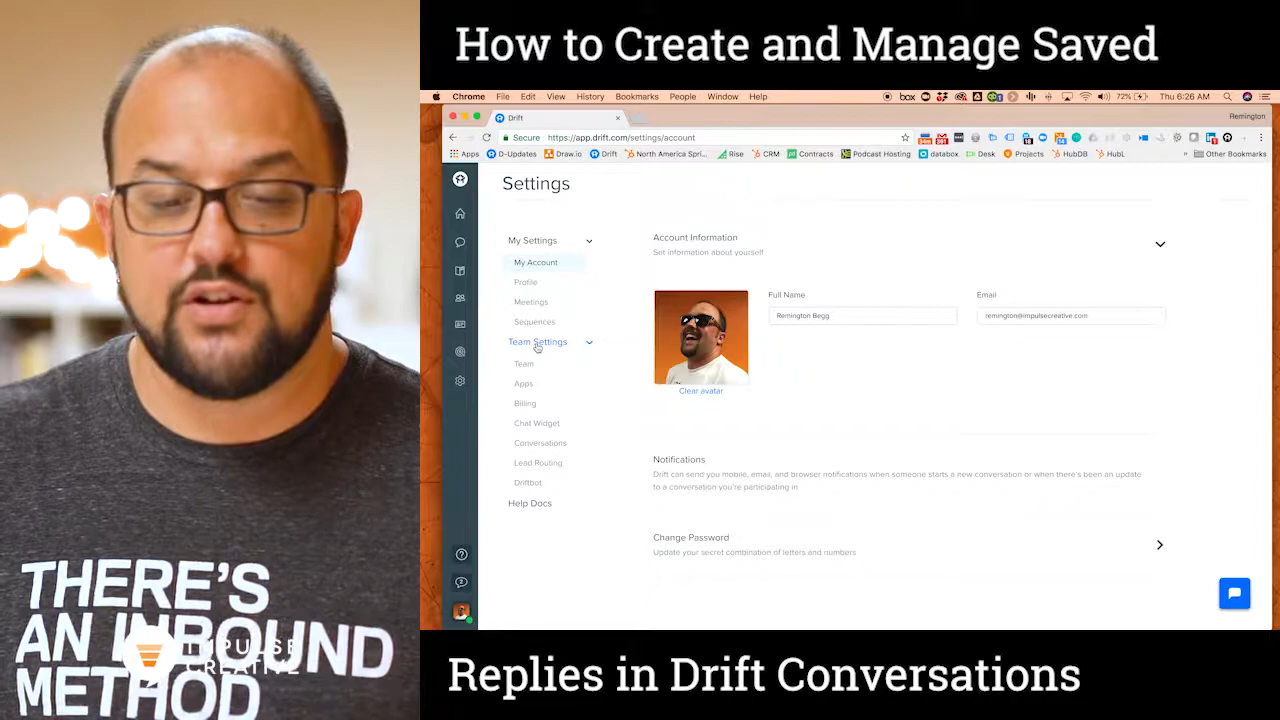 How to Create and Manage Saved
Chrome File Edit View History Bookmarks People Window Help
box 72% Thu 6:26 AM
Drift
Remington
Secure https://app.drift.com/settings/account
Apps D-Updates Draw.io Drift North America Spri... Rise CRM Contracts Podcast Hosting databox Desk Projects HubDB HubL » Other Bookmarks
Settings
My Settings
My Account
Profile
Meetings
Sequences
Team Settings
Team
Apps
Billing
Chat Widget
Conversations
Lead Routing
Driftbot
Help Docs
Account Information
Set information about yourself
Full Name
Remington Begg
Email
remington@impulsecreative.com
Clear avatar
Notifications
Drift can send you mobile, email, and browser notifications when someone starts a new conversation or when there's been an update
to a conversation you're participating in
Change Password
Update your secret combination of letters and numbers
THERE'S
AN INBOUND
METHOD
IMPULSE
CREATIVE
Replies in Drift Conversations